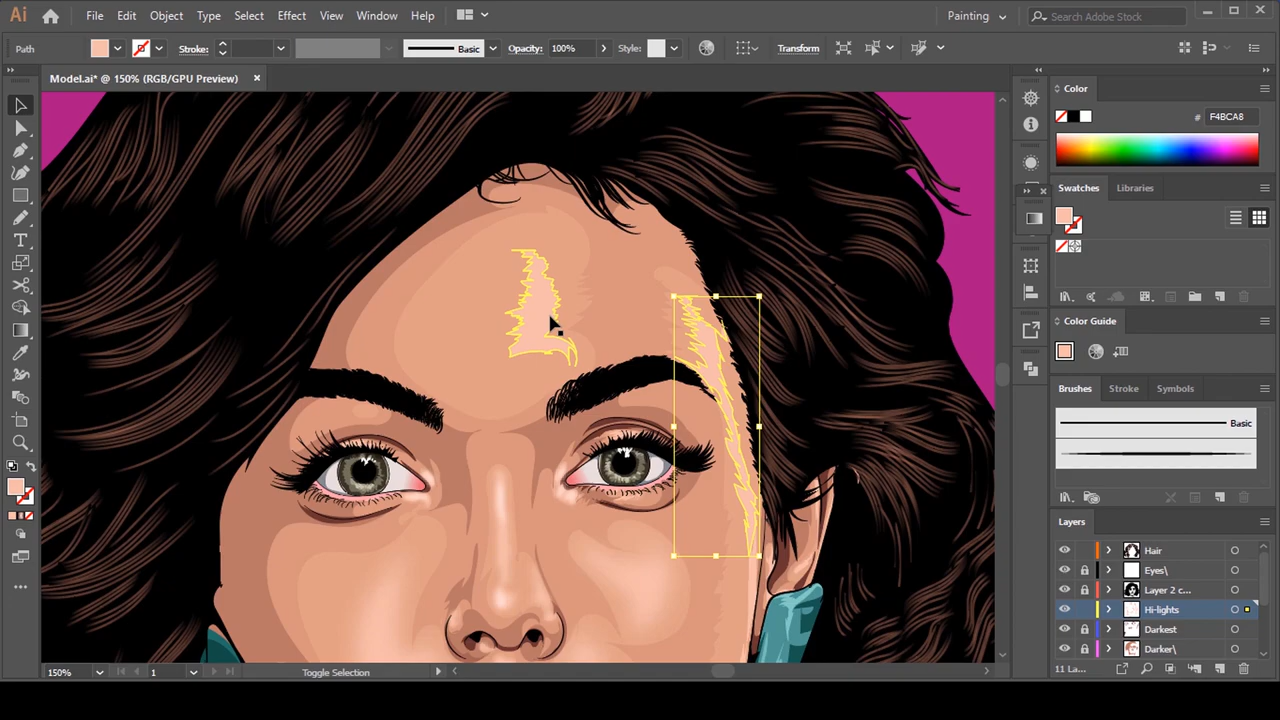 Ai File Edit Object Type Select Effect View Window Help Painting Search Adobe Stock
Path Stroke: Basic Opacity: 100% Style: Transform
Model.ai* @ 150% (RGB/GPU Preview)
Color
# F4BCA8
Swatches Libraries
Color Guide
Brushes Stroke Symbols
Basic
Layers
Hair
Eyes\
Layer 2 c...
Hi-lights
Darkest
Darker\
150% 1 Toggle Selection 11 La...